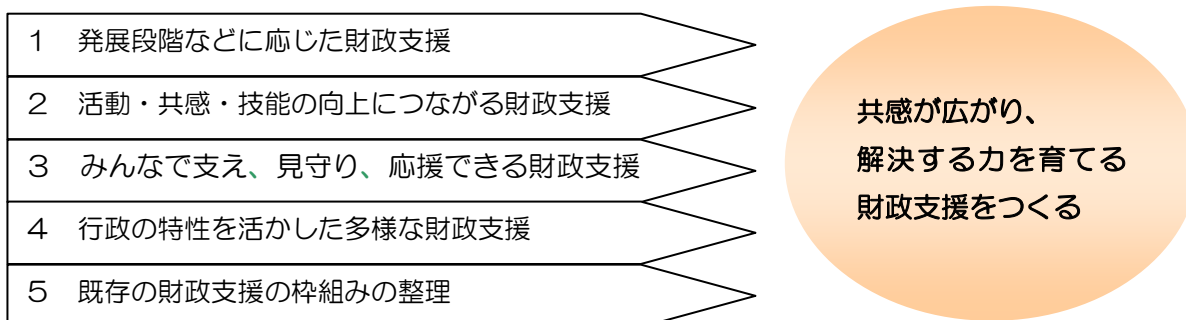 1 発展段階などに応じた財政支援
2 活動・共感・技能の向上につながる財政支援
3 みんなで支え、見守り、応援できる財政支援
4 行政の特性を活かした多様な財政支援
5 既存の財政支援の枠組みの整理
共感が広がり、
解決する力を育てる
財政支援をつくる